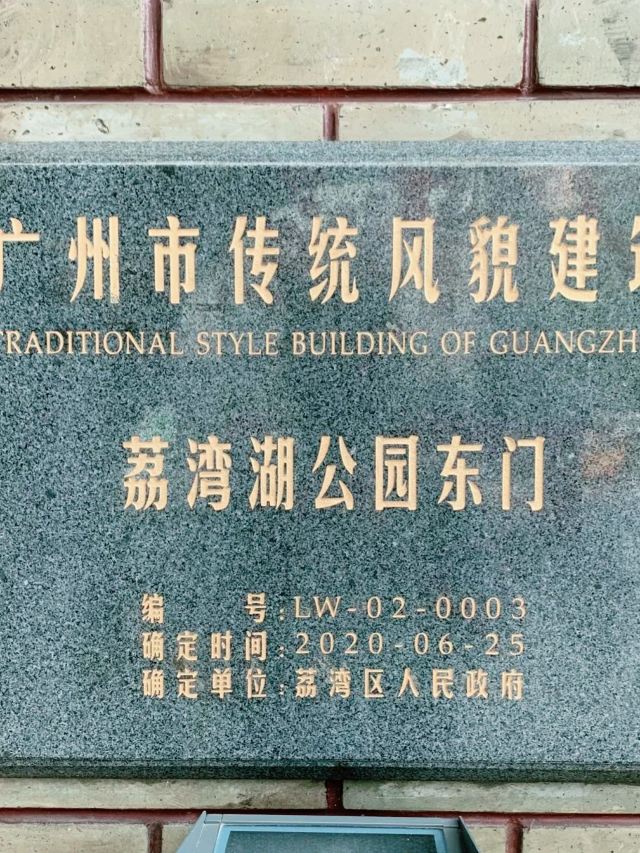 广州市传统风貌建筑
TRADITIONAL STYLE BUILDING OF GUANGZH
荔湾湖公园东门
编 号:LW-02-0003
确定时间:2020-06-25
确定单位:荔湾区人民政府